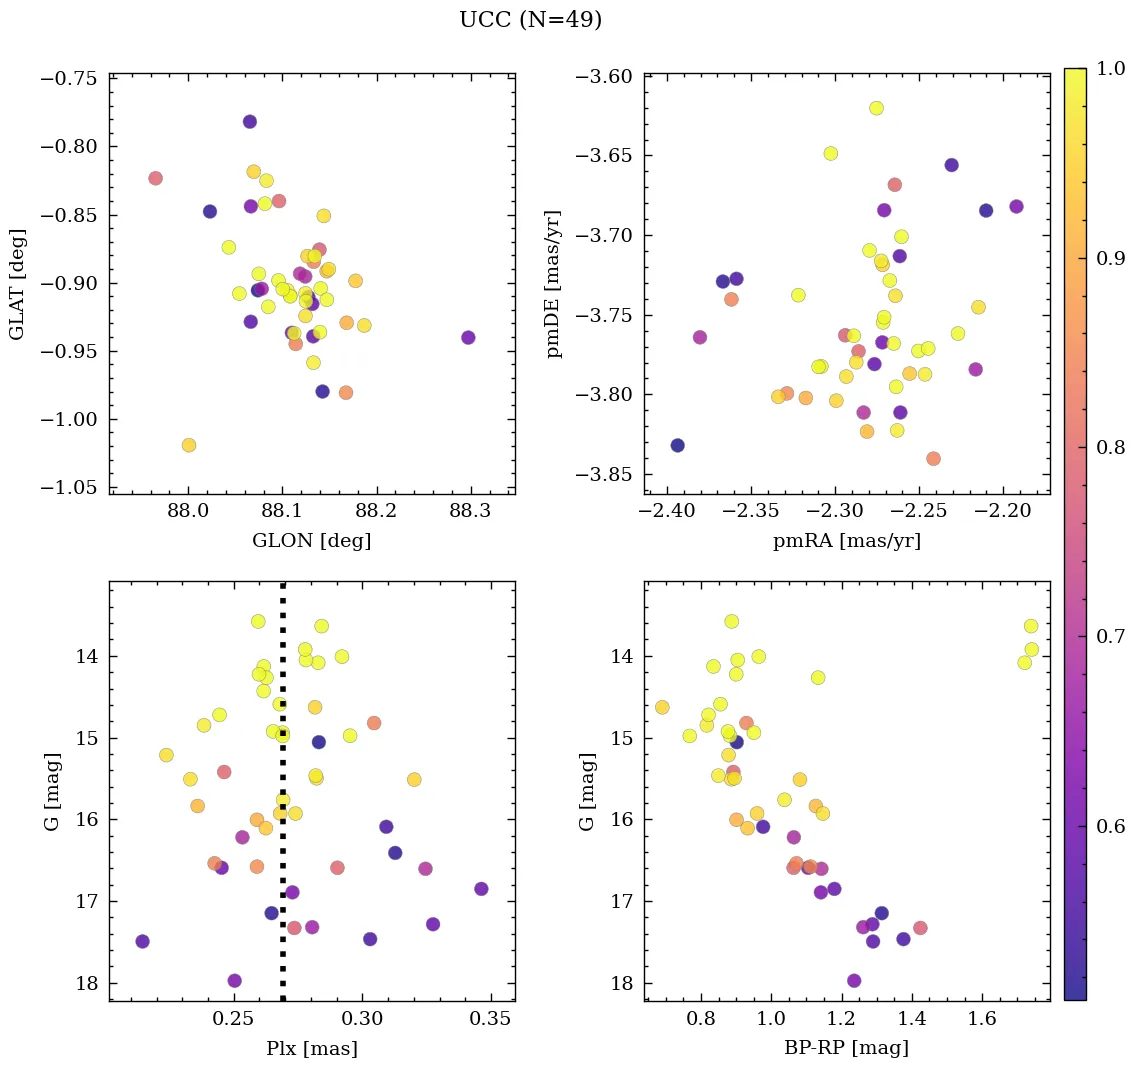 UCC (N=49)
−0.75
−0.80
−0.85
−0.90
−0.95
−1.00
−1.05
GLAT [deg]
88.0 88.1 88.2 88.3
GLON [deg]
−3.60
−3.65
−3.70
−3.75
−3.80
−3.85
pmDE [mas/yr]
−2.40 −2.35 −2.30 −2.25 −2.20
pmRA [mas/yr]
14
15
16
17
18
G [mag]
0.25 0.30 0.35
Plx [mas]
14
15
16
17
18
G [mag]
0.8 1.0 1.2 1.4 1.6
BP-RP [mag]
1.0
0.9
0.8
0.7
0.6